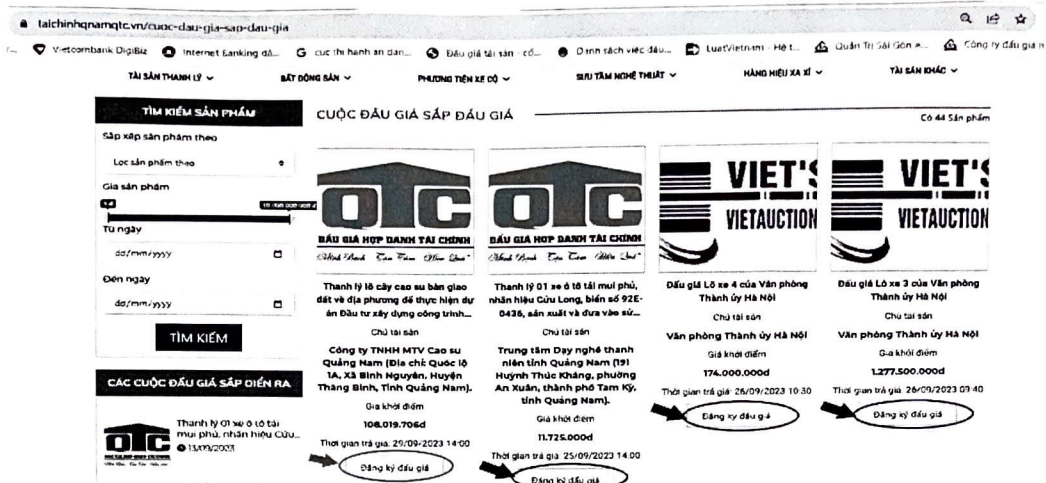 taichinhqnamqtc.vn/cuoc-dau-gia-sap-dau-gia
Vietcombank DigiBiz
Internet Banking dà...
cục thi hành án dân...
Đấu giá tài sản - cổ...
Danh sách việc đấu...
LuatVietnam - Hệ t...
Quản Trị Sài Gòn
Công ty đấu giá
TÀI SẢN THANH LÝ
BẤT ĐỘNG SẢN
PHƯƠNG TIỆN XE CỘ
SƯU TẦM NGHỆ THUẬT
HÀNG HIỆU XA XỈ
TÀI SẢN KHÁC
TÌM KIẾM SẢN PHẨM
Sắp xếp sản phẩm theo
Lọc sản phẩm theo
Gía sản phẩm
Từ ngày
dd/mm/yyyy
Đến ngày
dd/mm/yyyy
TÌM KIẾM
CÁC CUỘC ĐẤU GIÁ SẮP DIỄN RA
QTC
Thanh lý 01 xe ô tô tải
mui phủ, nhãn hiệu Cửu...
13/09/2023
CUỘC ĐẤU GIÁ SẮP ĐẤU GIÁ
Có 44 Sản phẩm
QTC
ĐẤU GIÁ HỢP DANH TÀI CHÍNH
Thanh lý lô cây cao su bàn giao
đất về địa phương để thực hiện dự
án Đầu tư xây dựng công trình...
Chủ tài sản
Công ty TNHH MTV Cao su
Quảng Nam (Địa chỉ: Quốc lộ
1A, Xã Bình Nguyên, Huyện
Thăng Bình, Tỉnh Quảng Nam).
Giá khởi điểm
108.019.706đ
Thời gian trả giá: 29/09/2023 14:00
Đăng ký đấu giá
QTC
ĐẤU GIÁ HỢP DANH TÀI CHÍNH
Thanh lý 01 xe ô tô tải mui phủ,
nhãn hiệu Cửu Long, biển số 92E-
0436, sản xuất và đưa vào sử...
Chủ tài sản
Trung tâm Dạy nghề thanh
niên tỉnh Quảng Nam (191
Huỳnh Thúc Kháng, phường
An Xuân, thành phố Tam Kỳ,
tỉnh Quảng Nam).
Giá khởi điểm
11.725.000đ
Thời gian trả giá: 25/09/2023 14:00
Đăng ký đấu giá
VIET'S
VIETAUCTION
Đấu giá Lô xe 4 của Văn phòng
Thành ủy Hà Nội
Chủ tài sản
Văn phòng Thành ủy Hà Nội
Giá khởi điểm
174.000.000đ
Thời gian trả giá: 26/09/2023 10:30
Đăng ký đấu giá
VIET'S
VIETAUCTION
Đấu giá Lô xe 3 của Văn phòng
Thành ủy Hà Nội
Chủ tài sản
Văn phòng Thành ủy Hà Nội
Giá khởi điểm
1.277.500.000đ
Thời gian trả giá: 26/09/2023 09:40
Đăng ký đấu giá